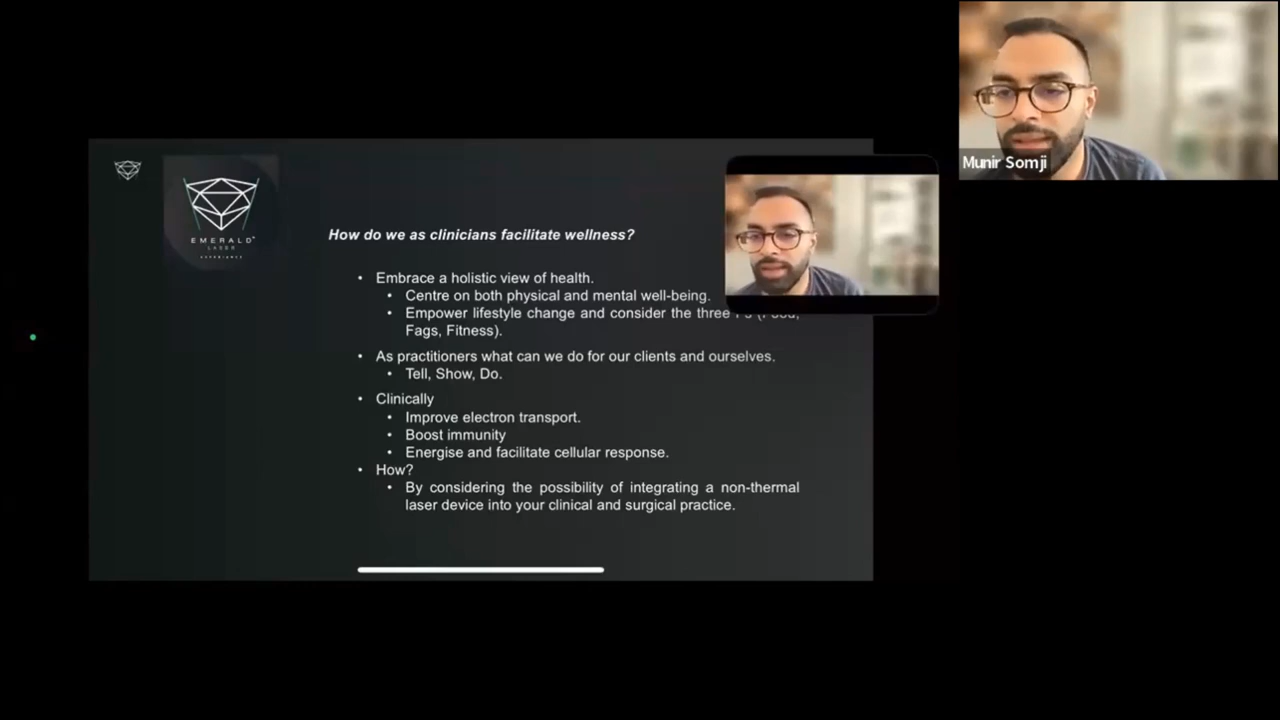 Munir Somji
EMERALD
LASER
EXPERIENCE
How do we as clinicians facilitate wellness?
• Embrace a holistic view of health.
• Centre on both physical and mental well-being.
• Empower lifestyle change and consider the three
Fags, Fitness).
• As practitioners what can we do for our clients and ourselves.
• Tell, Show, Do.
• Clinically
• Improve electron transport.
• Boost immunity
• Energise and facilitate cellular response.
• How?
• By considering the possibility of integrating a non-thermal
laser device into your clinical and surgical practice.